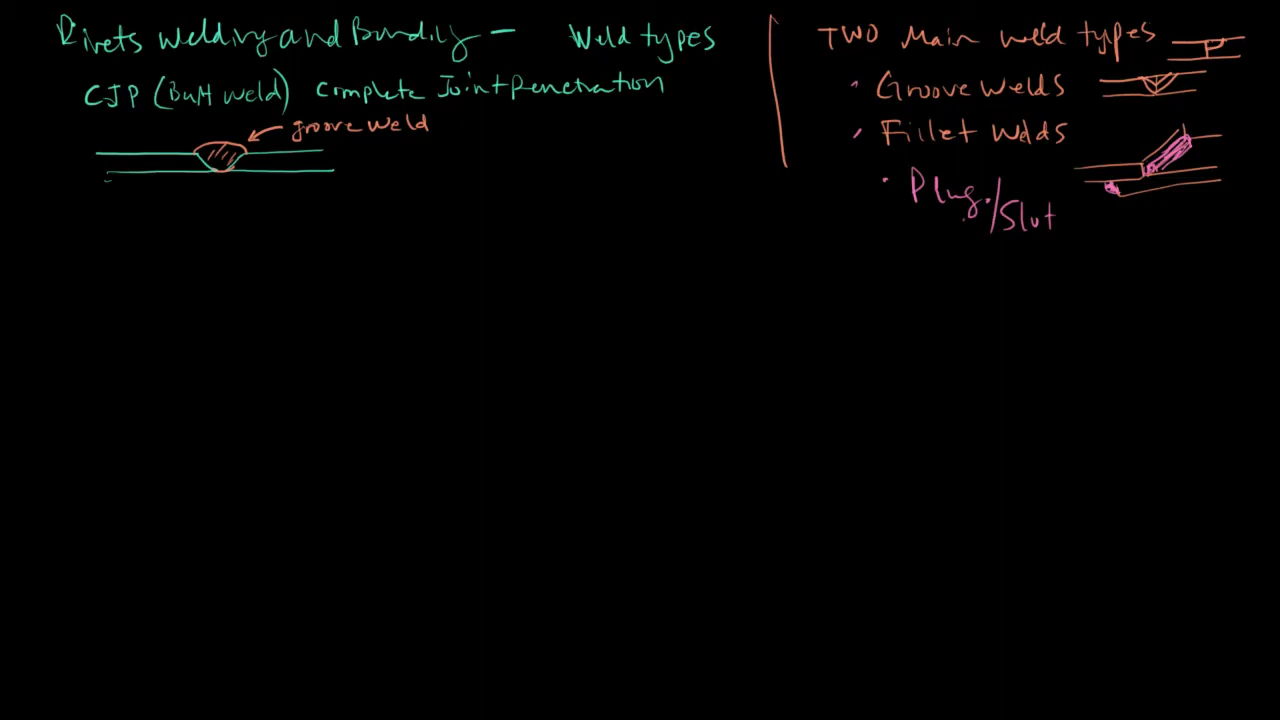 Rivets Welding and Bonding - Weld types
CJP (Butt weld) Complete Joint Penetration
groove weld
TWO Main weld types
• Groove welds
• Fillet welds
• Plug./Slot